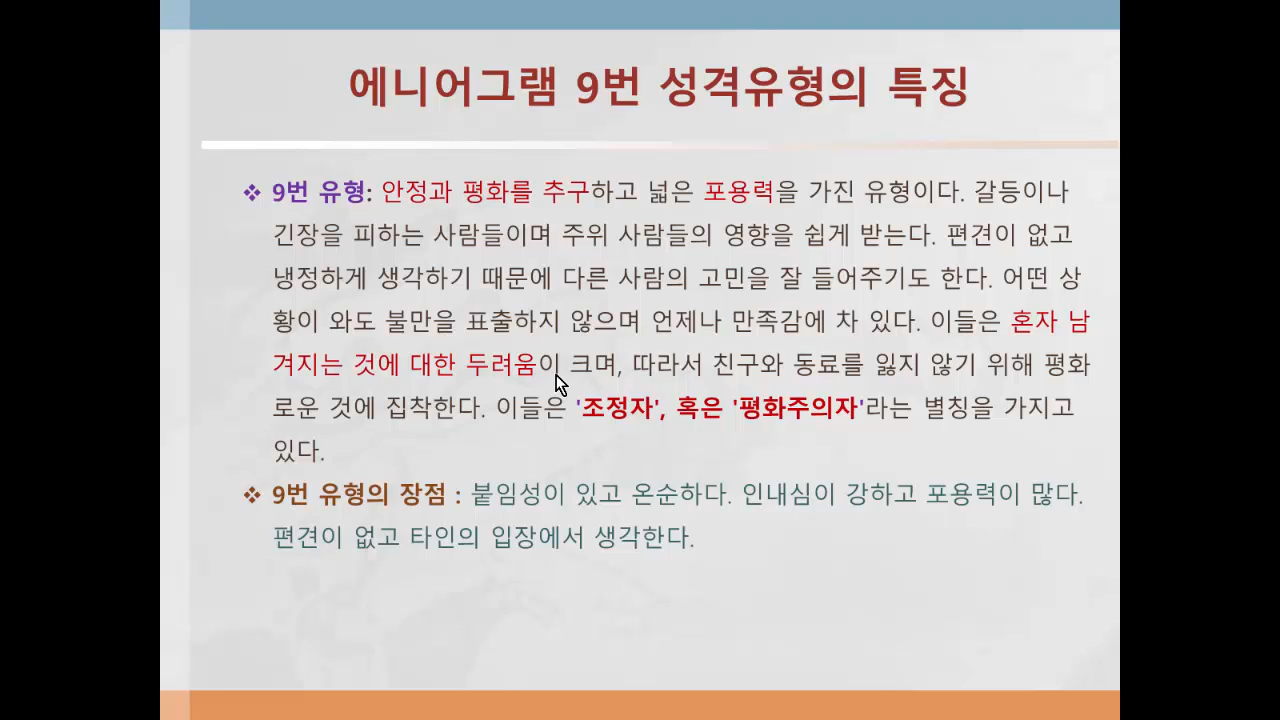 에니어그램 9번 성격유형의 특징
❖ 9번 유형: 안정과 평화를 추구하고 넓은 포용력을 가진 유형이다. 갈등이나
긴장을 피하는 사람들이며 주위 사람들의 영향을 쉽게 받는다. 편견이 없고
냉정하게 생각하기 때문에 다른 사람의 고민을 잘 들어주기도 한다. 어떤 상
황이 와도 불만을 표출하지 않으며 언제나 만족감에 차 있다. 이들은 혼자 남
겨지는 것에 대한 두려움이 크며, 따라서 친구와 동료를 잃지 않기 위해 평화
로운 것에 집착한다. 이들은 '조정자', 혹은 '평화주의자'라는 별칭을 가지고
있다.
❖ 9번 유형의 장점 : 붙임성이 있고 온순하다. 인내심이 강하고 포용력이 많다.
편견이 없고 타인의 입장에서 생각한다.